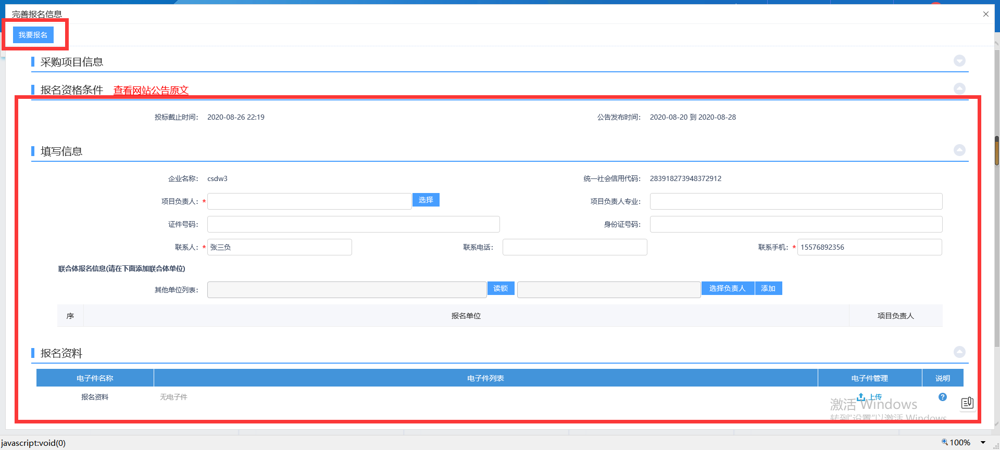 完善报名信息
我要报名
采购项目信息
报名资格条件 查看网站公告原文
投标截止时间： 2020-08-26 22:19 公告发布时间： 2020-08-20 到 2020-08-28
填写信息
企业名称： csdw3 统一社会信用代码： 283918273948372912
项目负责人：* 选择 项目负责人专业：
证件号码： 身份证号码：
联系人：* 张三负 联系电话： 联系手机：* 15576892356
联合体报名信息(请在下面添加联合体单位)
其他单位列表： 读锁 选择负责人 添加
序 报名单位 项目负责人
报名资料
电子件名称 电子件列表 电子件管理 说明
报名资料 无电子件 上传
激活 Windows
转到"设置"以激活 Windows
javascript:void(0) 100%